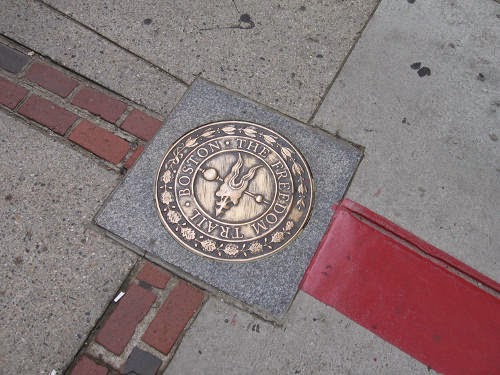 BOSTON · THE FREEDOM TRAIL ·